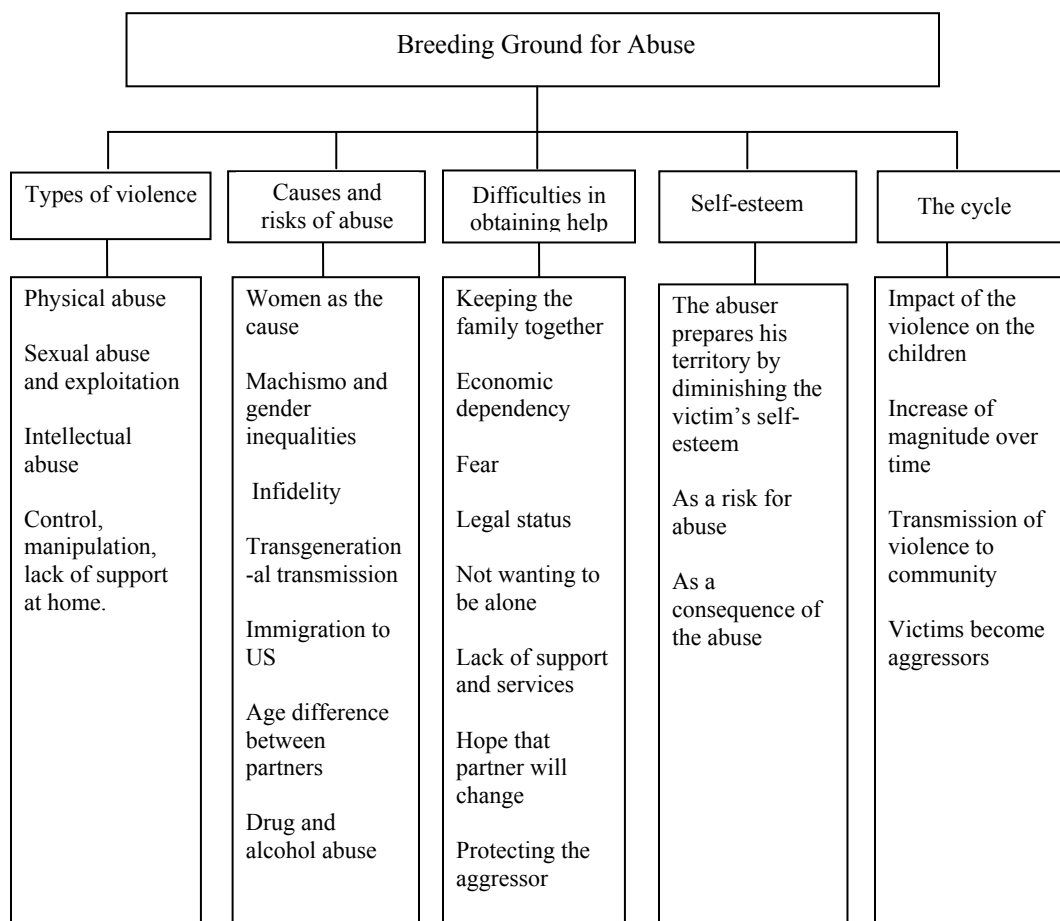 Breeding Ground for Abuse
Types of violence
Causes and
risks of abuse
Difficulties in
obtaining help
Self-esteem
The cycle
Physical abuse
Sexual abuse
and exploitation
Intellectual
abuse
Control,
manipulation,
lack of support
at home.
Women as the
cause
Machismo and
gender
inequalities
Infidelity
Transgeneration
-al transmission
Immigration to
US
Age difference
between
partners
Drug and
alcohol abuse
Keeping the
family together
Economic
dependency
Fear
Legal status
Not wanting to
be alone
Lack of support
and services
Hope that
partner will
change
Protecting the
aggressor
The abuser
prepares his
territory by
diminishing the
victim's self-
esteem
As a risk for
abuse
As a
consequence of
the abuse
Impact of the
violence on the
children
Increase of
magnitude over
time
Transmission of
violence to
community
Victims become
aggressors